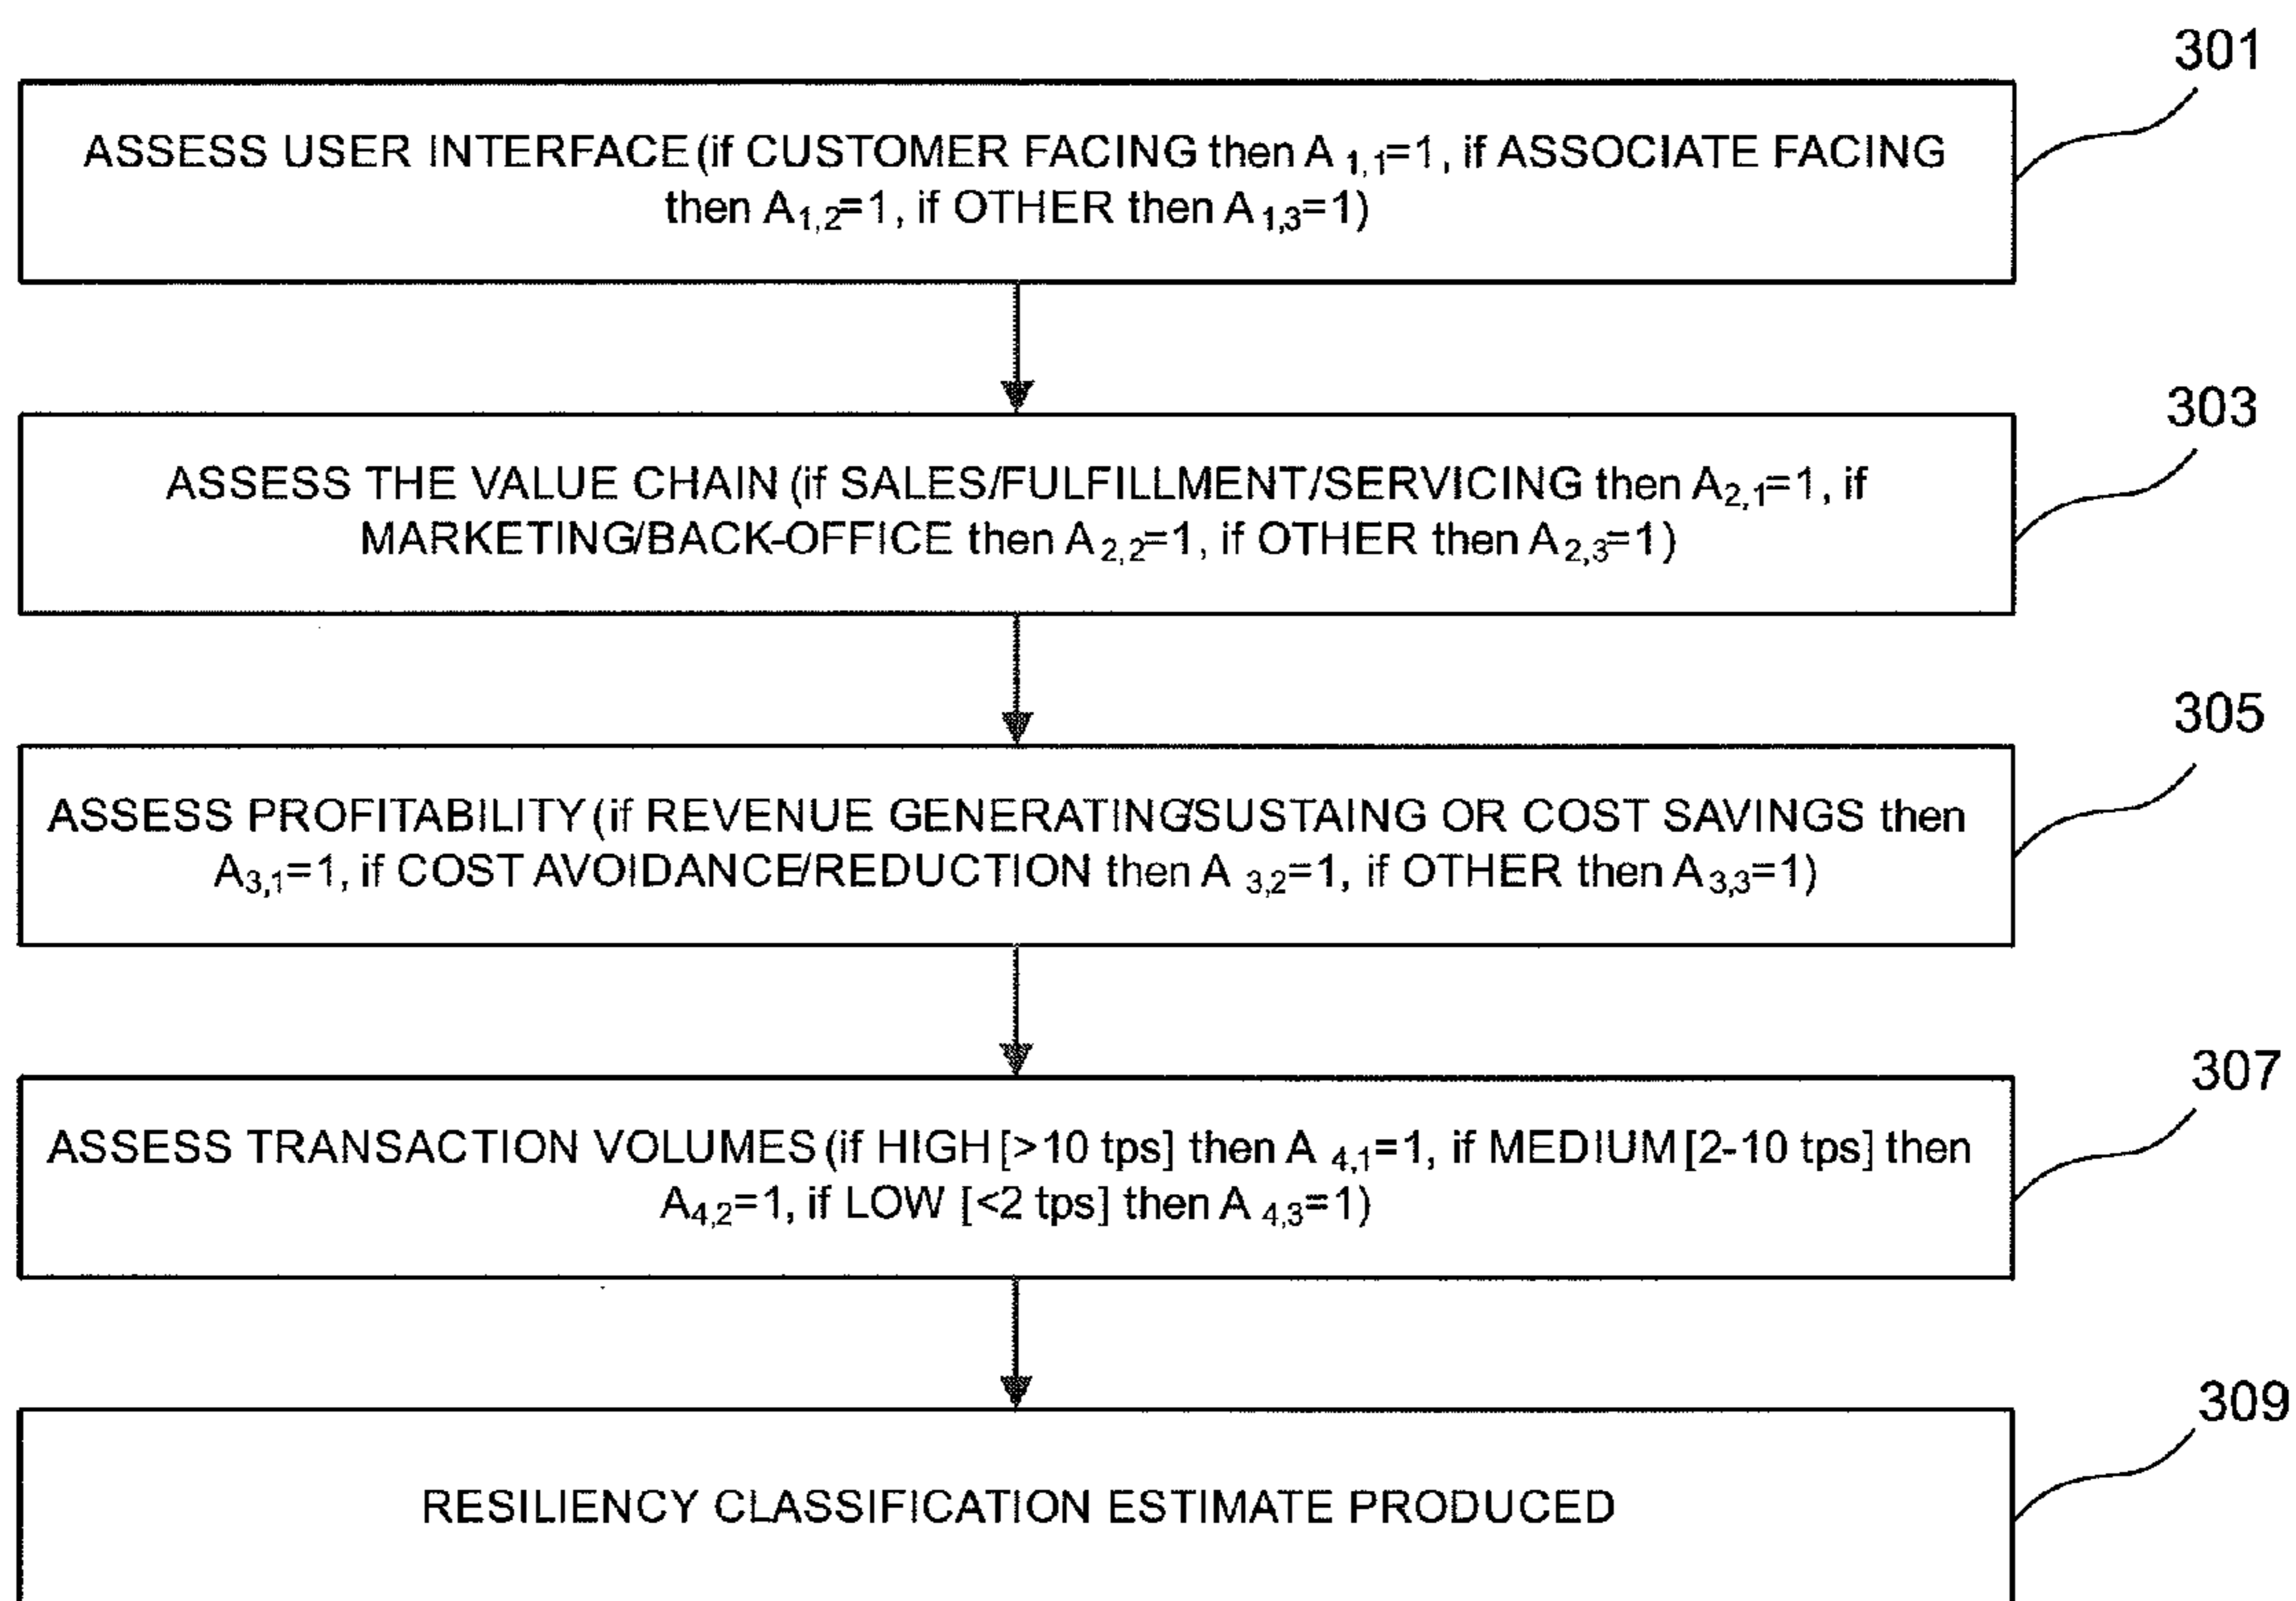 301
ASSESS USER INTERFACE (if CUSTOMER FACING then A 1,1=1, if ASSOCIATE FACING
then A1,2=1, if OTHER then A 1,3=1)
303
ASSESS THE VALUE CHAIN (if SALES/FULFILLMENT/SERVICING then A2,1=1, if
MARKETING/BACK-OFFICE then A2,2=1, if OTHER then A2,3=1)
305
ASSESS PROFITABILITY (if REVENUE GENERATING/SUSTAING OR COST SAVINGS then
A3,1=1, if COST AVOIDANCE/REDUCTION then A 3,2=1, if OTHER then A3,3=1)
307
ASSESS TRANSACTION VOLUMES (if HIGH [>10 tps] then A 4,1=1, if MEDIUM [2-10 tps] then
A4,2=1, if LOW [<2 tps] then A 4,3=1)
309
RESILIENCY CLASSIFICATION ESTIMATE PRODUCED